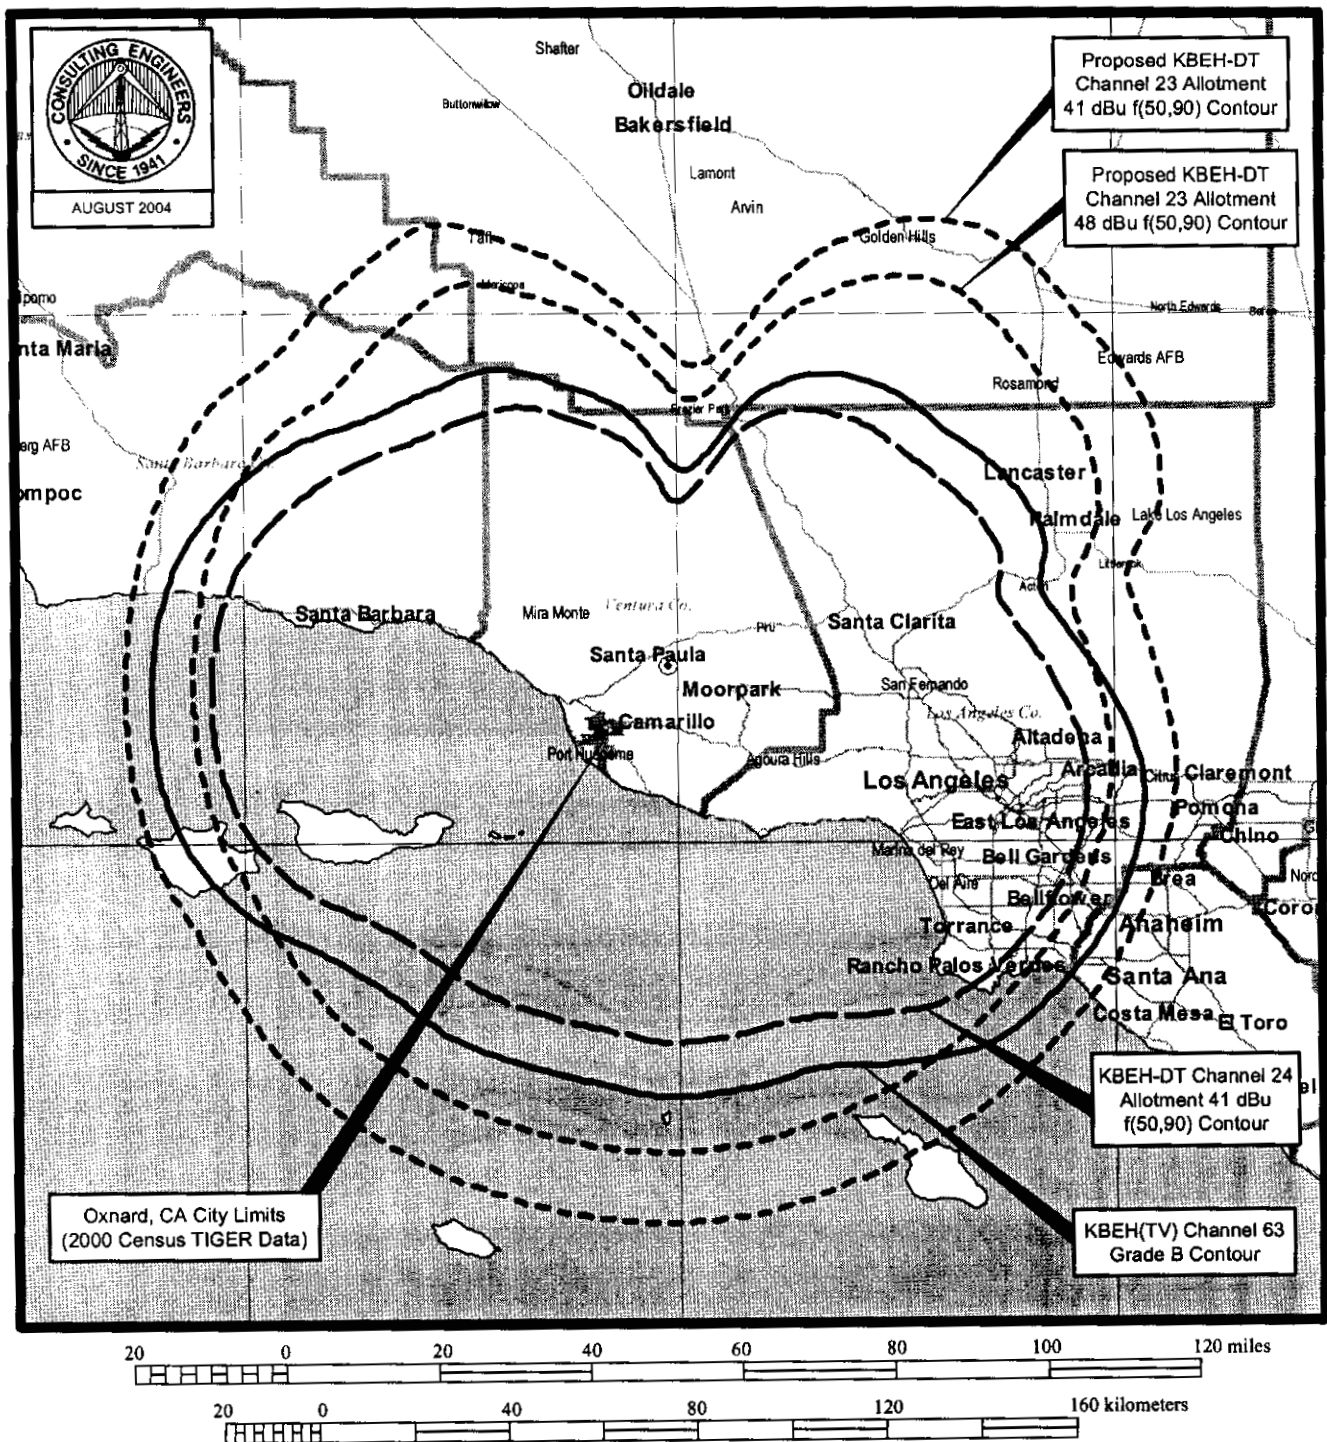 CONSULTING ENGINEERS
SINCE 1941
AUGUST 2004
Proposed KBEH-DT
Channel 23 Allotment
41 dBu f(50,90) Contour
Proposed KBEH-DT
Channel 23 Allotment
48 dBu f(50,90) Contour
Shafter
Oildale
Buttonwillow
Bakersfield
Lamont
Arvin
Taft
Golden Hills
Maricopa
ipomo
North Edwards
nta Maria
Edwards AFB
Rosamond
Frazier Park
erg AFB
Santa Barbara Co.
Lancaster
ompoc
Palmdale
Lake Los Angeles
Littlerock
Acton
Santa Barbara
Mira Monte
Ventura Co.
Piru
Santa Clarita
Santa Paula
San Fernando
Moorpark
Los Angeles Co.
Camarillo
Altadena
Port Hueneme
Agoura Hills
Arcadia
Citrus
Claremont
Los Angeles
Pomona
East Los Angeles
Chino
Marina del Rey
Bell Gardens
Del Aire
Brea
Nor
Bellflower
Coro
Torrance
Anaheim
Rancho Palos Verdes
Santa Ana
Costa Mesa
El Toro
KBEH-DT Channel 24
Allotment 41 dBu
f(50,90) Contour
el
Oxnard, CA City Limits
(2000 Census TIGER Data)
KBEH(TV) Channel 63
Grade B Contour
20 0 20 40 60 80 100 120 miles
20 0 40 80 120 160 kilometers